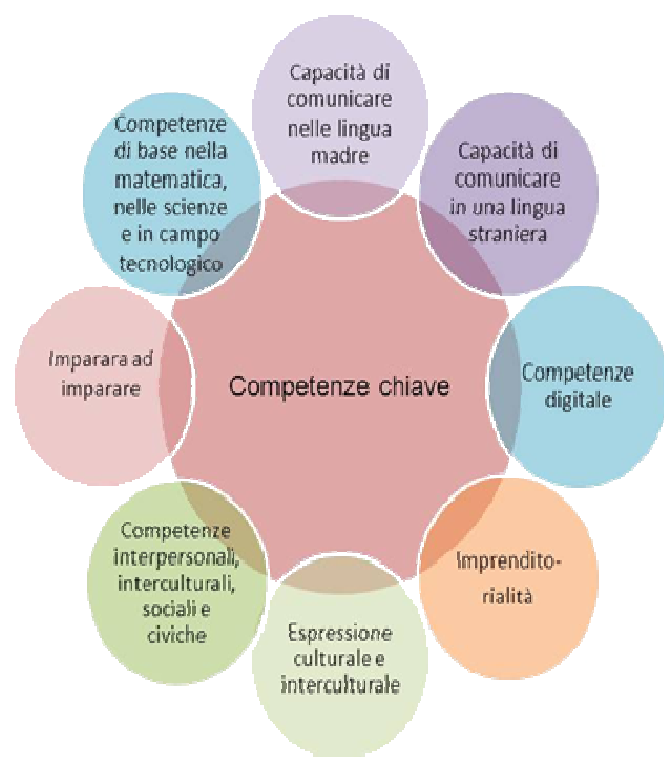 Capacità di
comunicare
nelle lingua
madre
Capacità di
comunicare
in una lingua
straniera
Competenze
digitale
Imprendito-
rialità
Espressione
culturale e
interculturale
Competenze
interpersonali,
interculturali,
sociali e
civiche
Imparara ad
imparare
Competenze
di base nella
matematica,
nelle scienze
e in campo
tecnologico
Competenze chiave